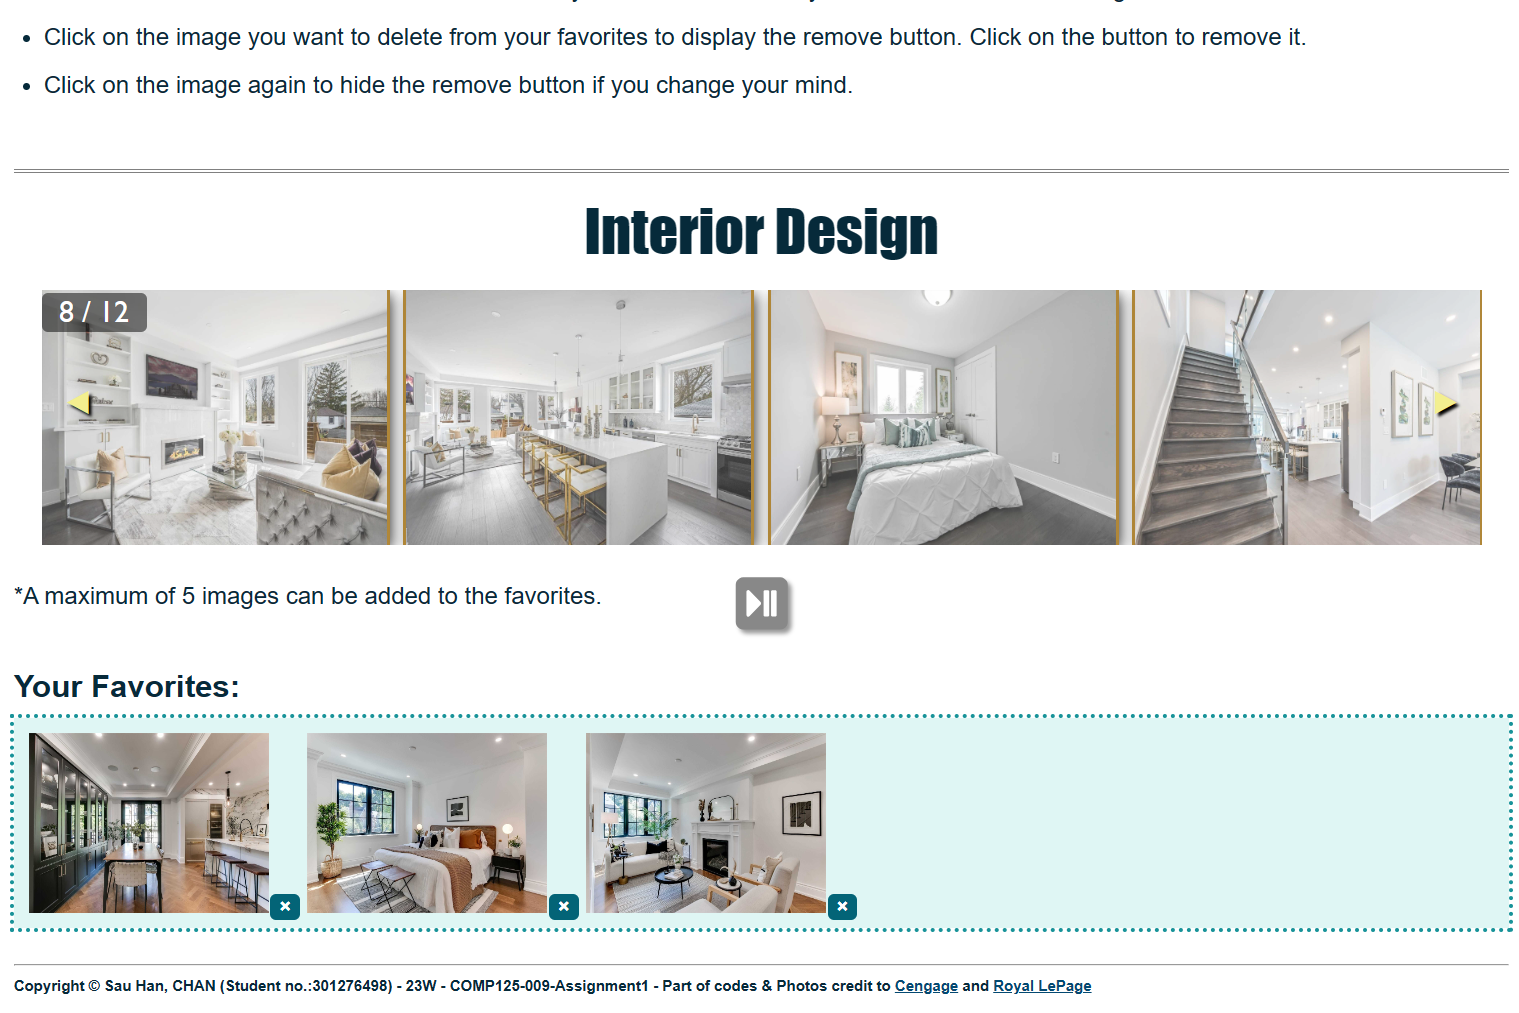 Click on the image you want to delete from your favorites to display the remove button. Click on the button to remove it.
Click on the image again to hide the remove button if you change your mind.
Interior Design
8 / 12
*A maximum of 5 images can be added to the favorites.
Your Favorites:
Copyright © Sau Han, CHAN (Student no.:301276498) - 23W - COMP125-009-Assignment1 - Part of codes & Photos credit to Cengage and Royal LePage